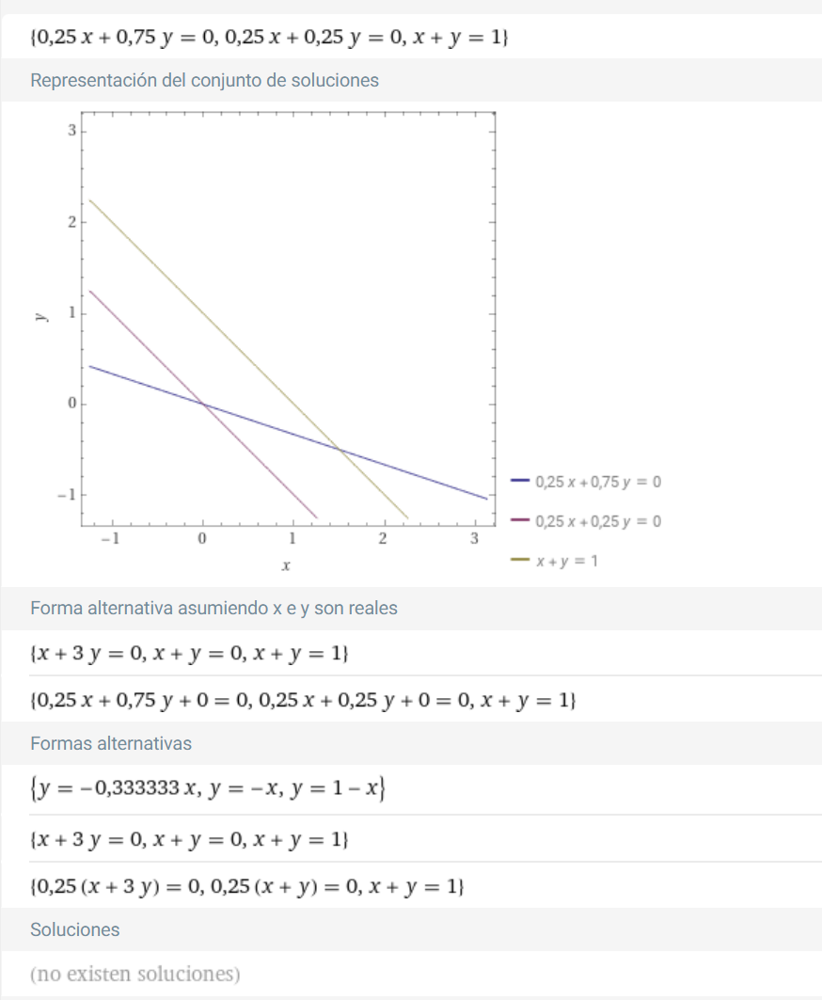 {0,25 x + 0,75 y = 0, 0,25 x + 0,25 y = 0, x + y = 1}
Representación del conjunto de soluciones
3
2
1
0
−1
y
−1 0 1 2 3
x
0,25 x + 0,75 y = 0
0,25 x + 0,25 y = 0
x + y = 1
Forma alternativa asumiendo x e y son reales
{x + 3 y = 0, x + y = 0, x + y = 1}
{0,25 x + 0,75 y + 0 = 0, 0,25 x + 0,25 y + 0 = 0, x + y = 1}
Formas alternativas
{y = −0,333333 x, y = −x, y = 1 − x}
{x + 3 y = 0, x + y = 0, x + y = 1}
{0,25 (x + 3 y) = 0, 0,25 (x + y) = 0, x + y = 1}
Soluciones
(no existen soluciones)